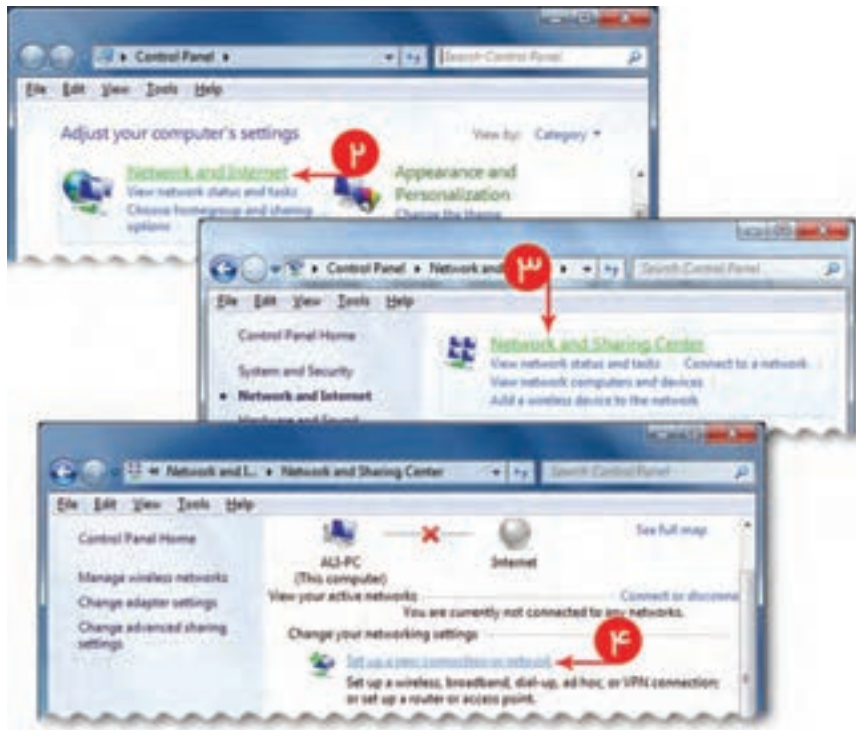 Control Panel
Search Control Panel
File Edit View Tools Help
Adjust your computer's settings
View by: Category
۲
Network and Internet
View network status and tasks
Choose homegroup and sharing
options
Appearance and
Personalization
Change the theme
Control Panel Network and
۳
Search Control Panel
File Edit View Tools Help
Control Panel Home
System and Security
Network and Internet
Hardware and Sound
Network and Sharing Center
View network status and tasks Connect to a network
View network computers and devices
Add a wireless device to the network
« Network and I... Network and Sharing Center
Search Control Panel
File Edit View Tools Help
Control Panel Home
Manage wireless networks
Change adapter settings
Change advanced sharing
settings
See full map
ALI-PC
(This computer)
Internet
View your active networks
Connect or disconne
You are currently not connected to any networks.
Change your networking settings
۴
Set up a new connection or network
Set up a wireless, broadband, dial-up, ad hoc, or VPN connection;
or set up a router or access point.